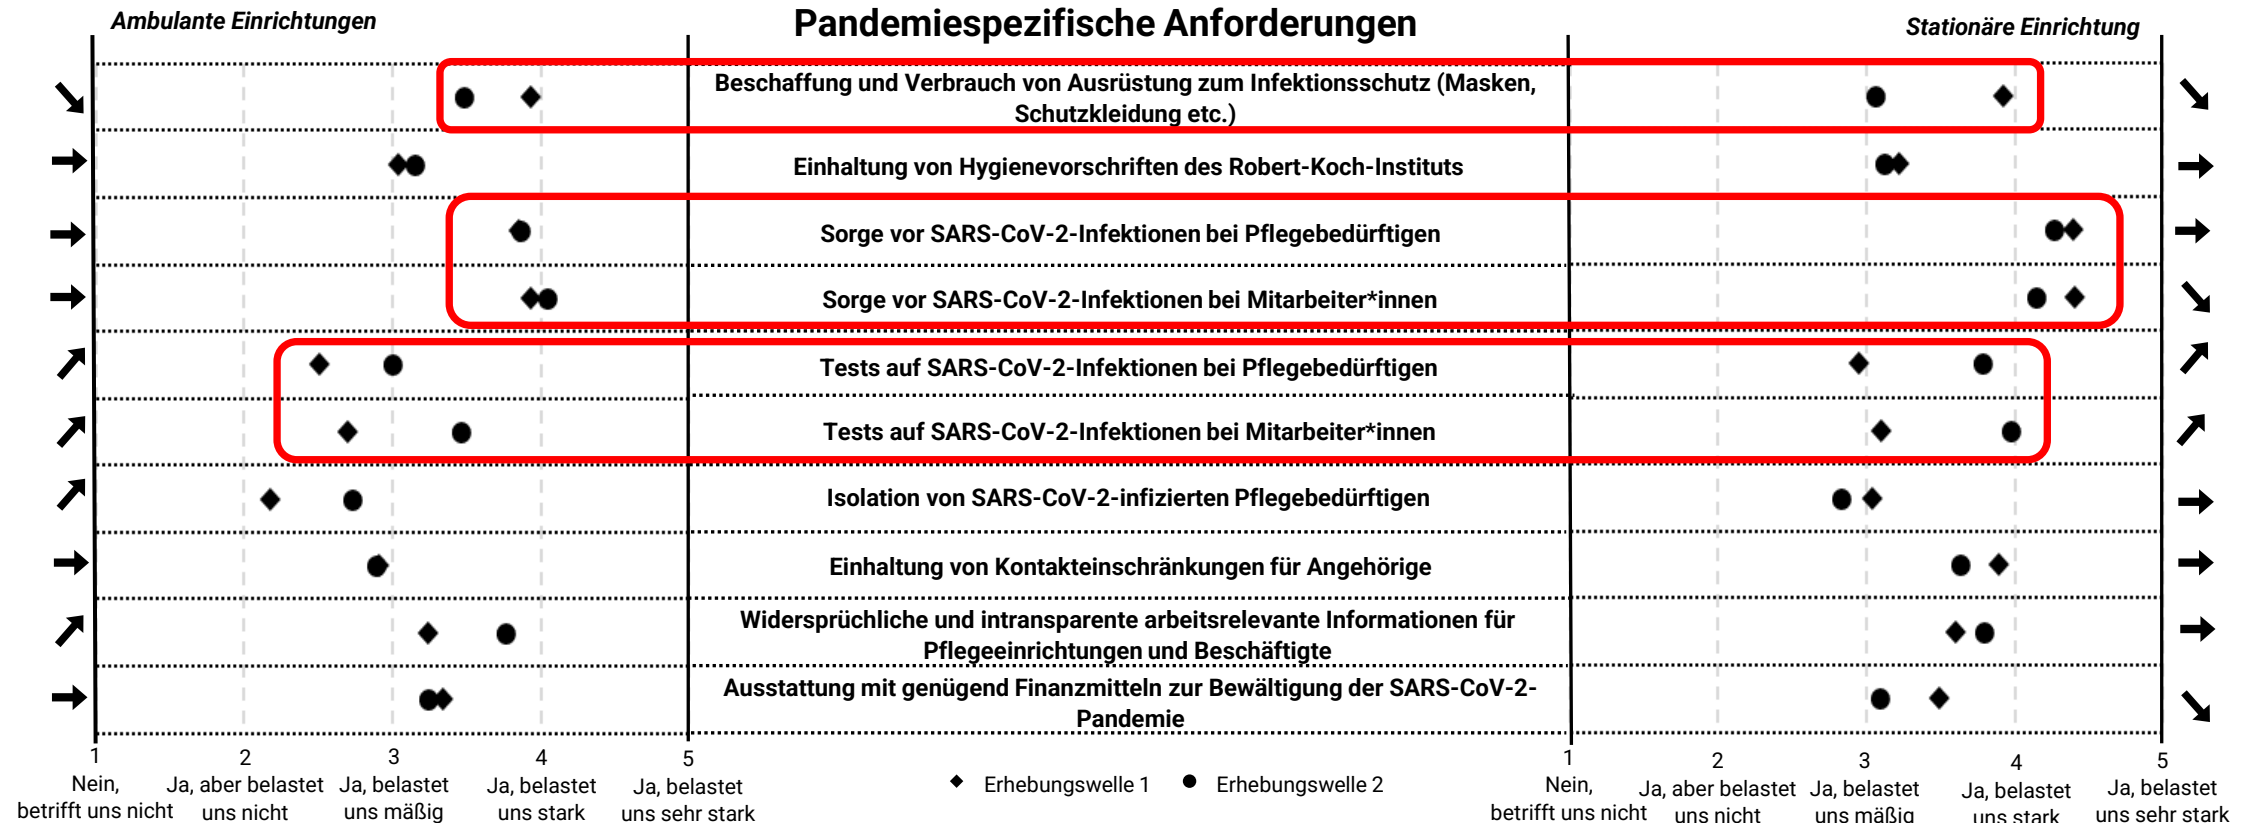 Ambulante Einrichtungen
Pandemiespezifische Anforderungen
Stationäre Einrichtung
Beschaffung und Verbrauch von Ausrüstung zum Infektionsschutz (Masken,
Schutzkleidung etc.)
Einhaltung von Hygienevorschriften des Robert-Koch-Instituts
Sorge vor SARS-CoV-2-Infektionen bei Pflegebedürftigen
Sorge vor SARS-CoV-2-Infektionen bei Mitarbeiter*innen
Tests auf SARS-CoV-2-Infektionen bei Pflegebedürftigen
Tests auf SARS-CoV-2-Infektionen bei Mitarbeiter*innen
Isolation von SARS-CoV-2-infizierten Pflegebedürftigen
Einhaltung von Kontakteinschränkungen für Angehörige
Widersprüchliche und intransparente arbeitsrelevante Informationen für
Pflegeeinrichtungen und Beschäftigte
Ausstattung mit genügend Finanzmitteln zur Bewältigung der SARS-CoV-2-
Pandemie
1
Nein,
betrifft uns nicht
2
Ja, aber belastet
uns nicht
3
Ja, belastet
uns mäßig
4
Ja, belastet
uns stark
5
Ja, belastet
uns sehr stark
Erhebungswelle 1
Erhebungswelle 2
1
Nein,
betrifft uns nicht
2
Ja, aber belastet
uns nicht
3
Ja, belastet
uns mäßig
4
Ja, belastet
uns stark
5
Ja, belastet
uns sehr stark